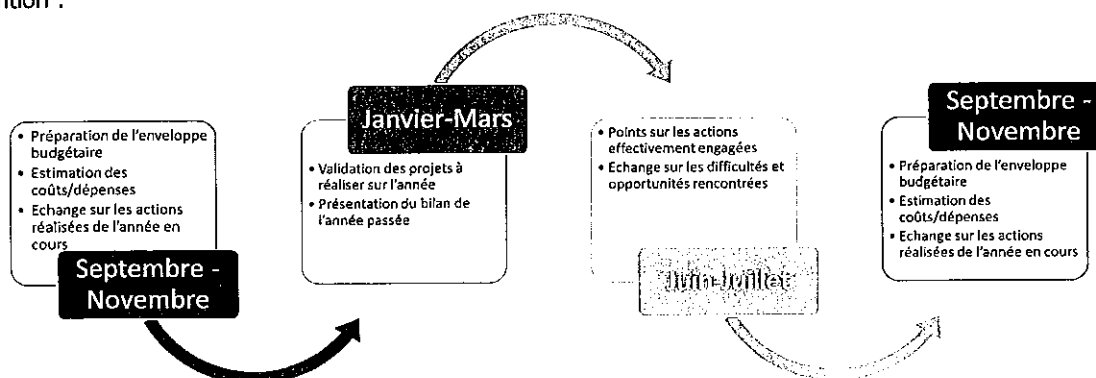 ition :
• Préparation de l'enveloppe
budgétaire
• Estimation des
coûts/dépenses
• Echange sur les actions
réalisées de l'année en
cours
Septembre -
Novembre
Janvier-Mars
• Validation des projets à
réaliser sur l'année
• Présentation du bilan de
l'année passée
• Points sur les actions
effectivement engagées
• Echange sur les difficultés et
opportunités rencontrées
Juin-Juillet
Septembre -
Novembre
• Préparation de l'enveloppe
budgétaire
• Estimation des
coûts/dépenses
• Echange sur les actions
réalisées de l'année en cours